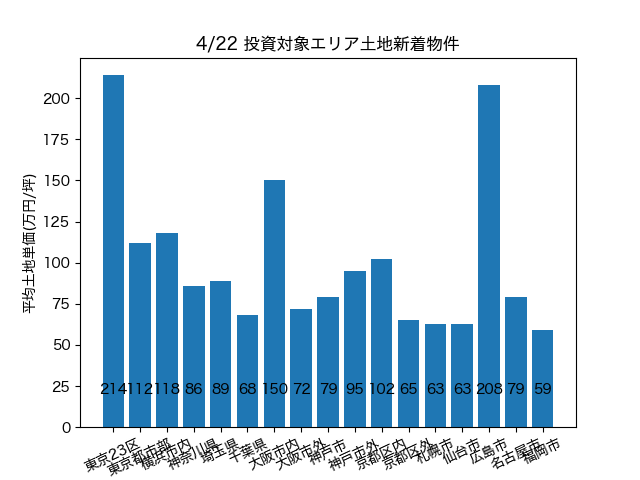 4/22 投資対象エリア土地新着物件
平均土地単価(万円/坪)
200
175
150
125
100
75
50
25
0
214 112 118 86 89 68 150 72 79 95 102 65 63 63 208 79 59
東京23区 東京都市部 横浜市内 神奈川県 埼玉県 千葉県 大阪市内 大阪市外 神戸市 神戸市外 京都区内 京都区外 札幌市 仙台市 広島市 名古屋市 福岡市